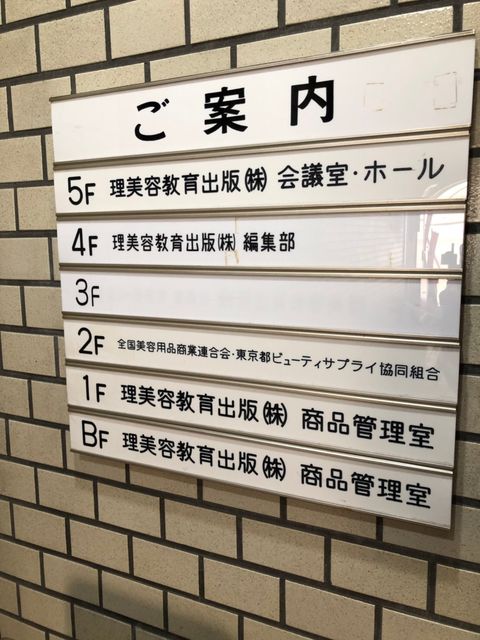 ご案内
5F 理美容教育出版㈱ 会議室・ホール
4F 理美容教育出版㈱ 編集部
3F
2F 全国美容用品商業連合会・東京都ビューティサプライ協同組合
1F 理美容教育出版㈱ 商品管理室
BF 理美容教育出版㈱ 商品管理室